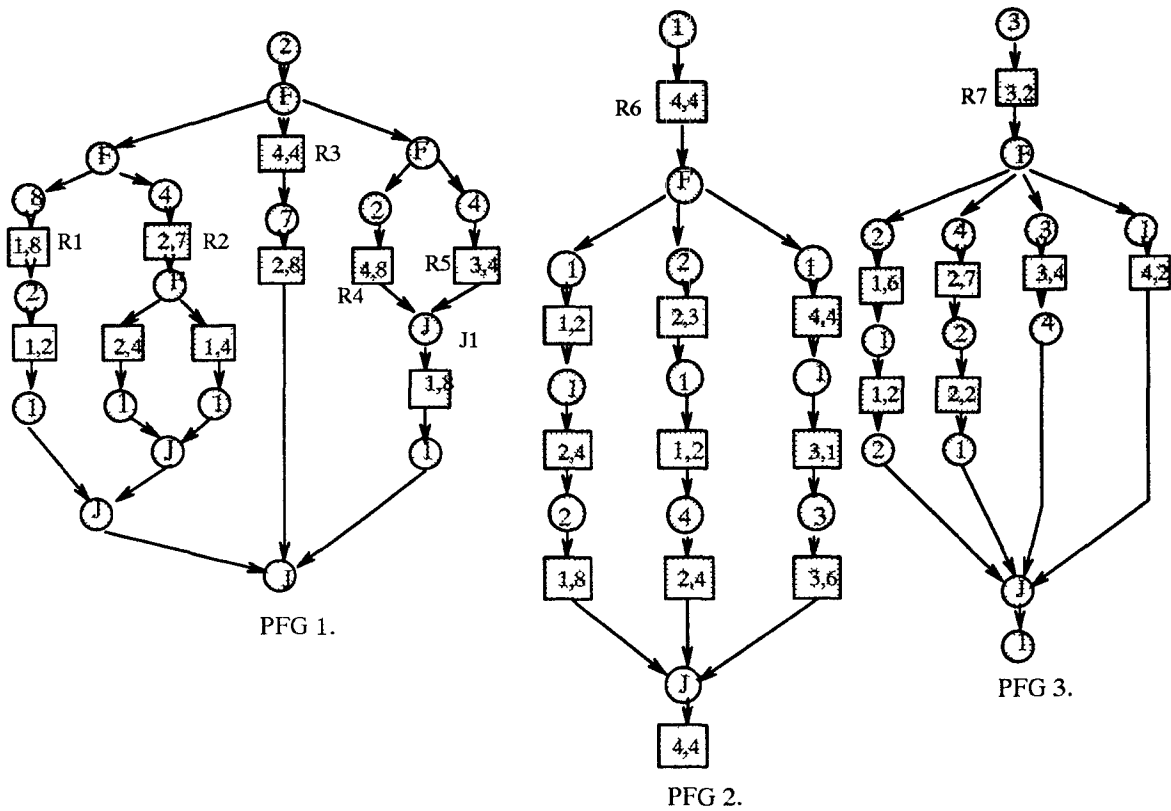 2
F
F 4,4 R3 F
8 4 7 2 4
1,8 R1 2,7 R2 2,8 4,8 R5 3,4
R4
2 F J J1
1,2 2,4 1,4 1,8
1 1 1 1
J
J
J
PFG 1.
1
R6 4,4
F
1 2 1
1,2 2,3 4,4
1 1 1
2,4 1,2 3,1
2 4 3
1,8 2,4 3,6
J
4,4
PFG 2.
3
R7 3,2
F
2 4 3 1
1,6 2,7 3,4 4,2
1 2 4
1,2 2,2
2 1
J
1
PFG 3.